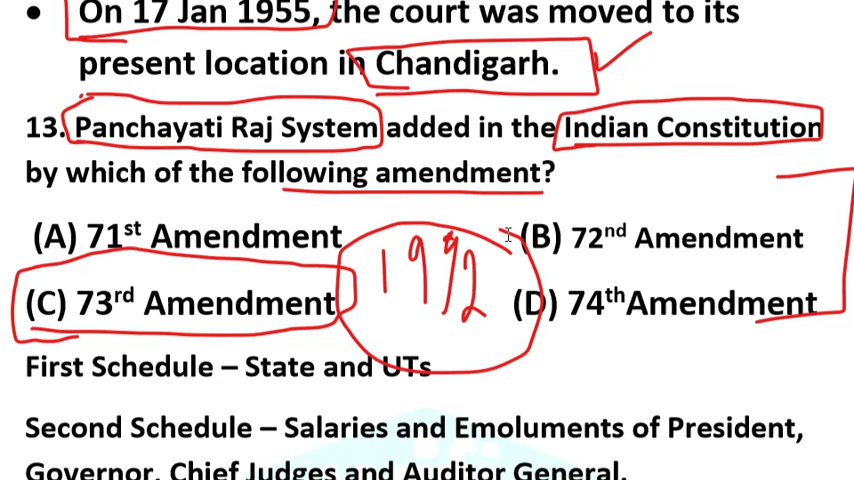 • On 17 Jan 1955, the court was moved to its
present location in Chandigarh.
13. Panchayati Raj System added in the Indian Constitution
by which of the following amendment?
(A) 71st Amendment (B) 72nd Amendment
1992
(C) 73rd Amendment (D) 74th Amendment
First Schedule – State and UTs
Second Schedule – Salaries and Emoluments of President,
Governor, Chief Judges and Auditor General.